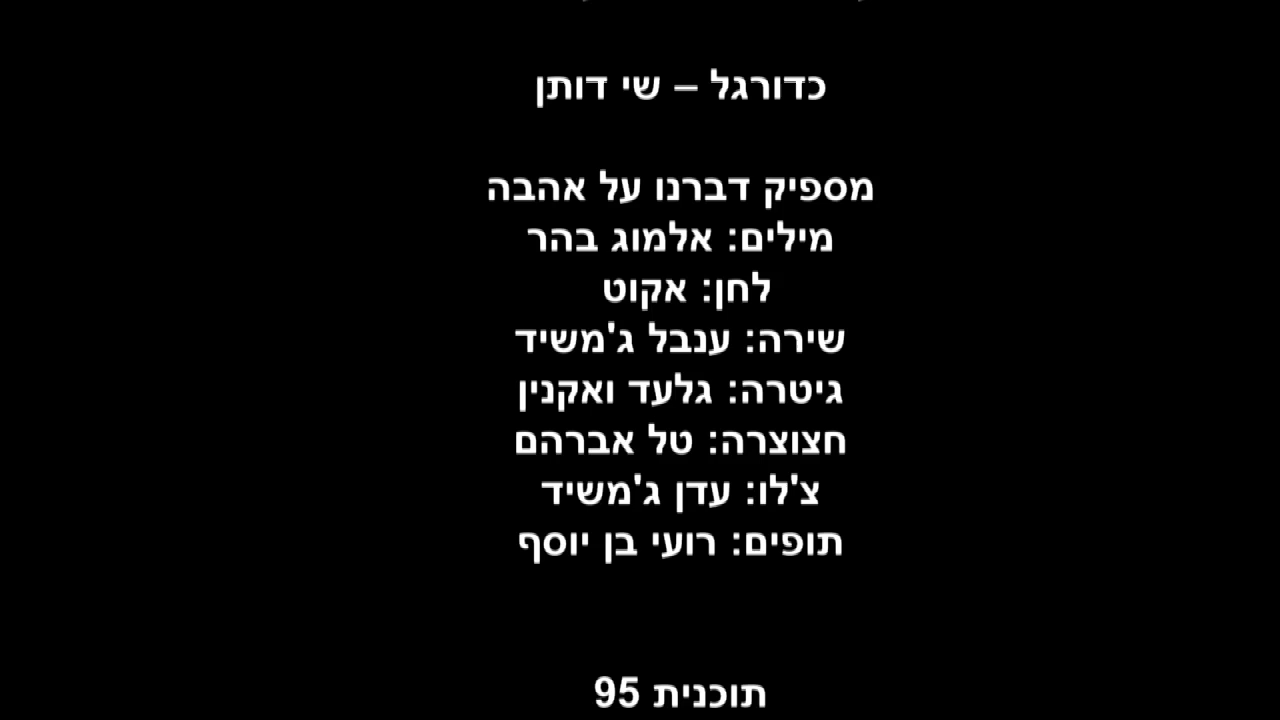 כדורגל – שי דותן
מספיק דברנו על אהבה
מילים: אלמוג בהר
לחן: אקוט
שירה: ענבל ג'משיד
גיטרה: גלעד ואקנין
חצוצרה: טל אברהם
צ'לו: עדן ג'משיד
תופים: רועי בן יוסף
תוכנית 95